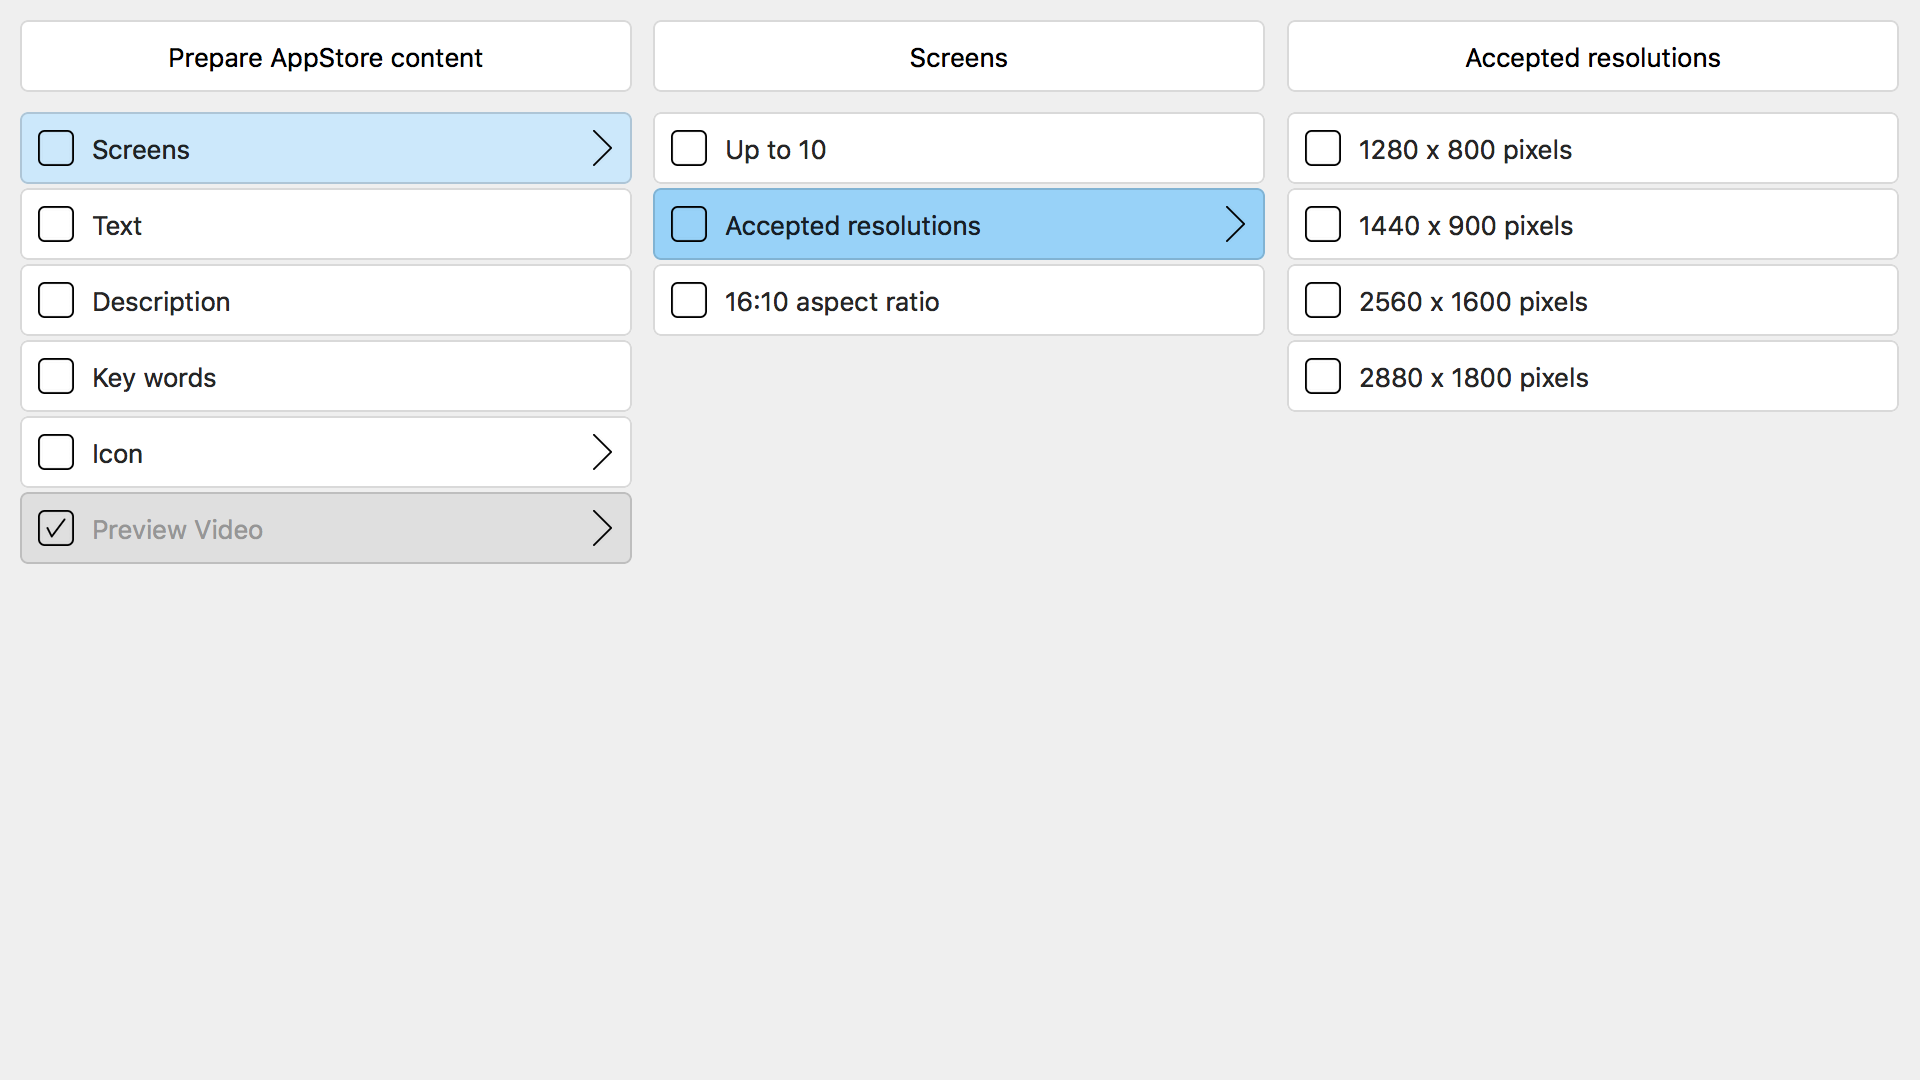 Prepare AppStore content
Screens
Text
Description
Key words
Icon
Preview Video
Screens
Up to 10
Accepted resolutions
16:10 aspect ratio
Accepted resolutions
1280 x 800 pixels
1440 x 900 pixels
2560 x 1600 pixels
2880 x 1800 pixels